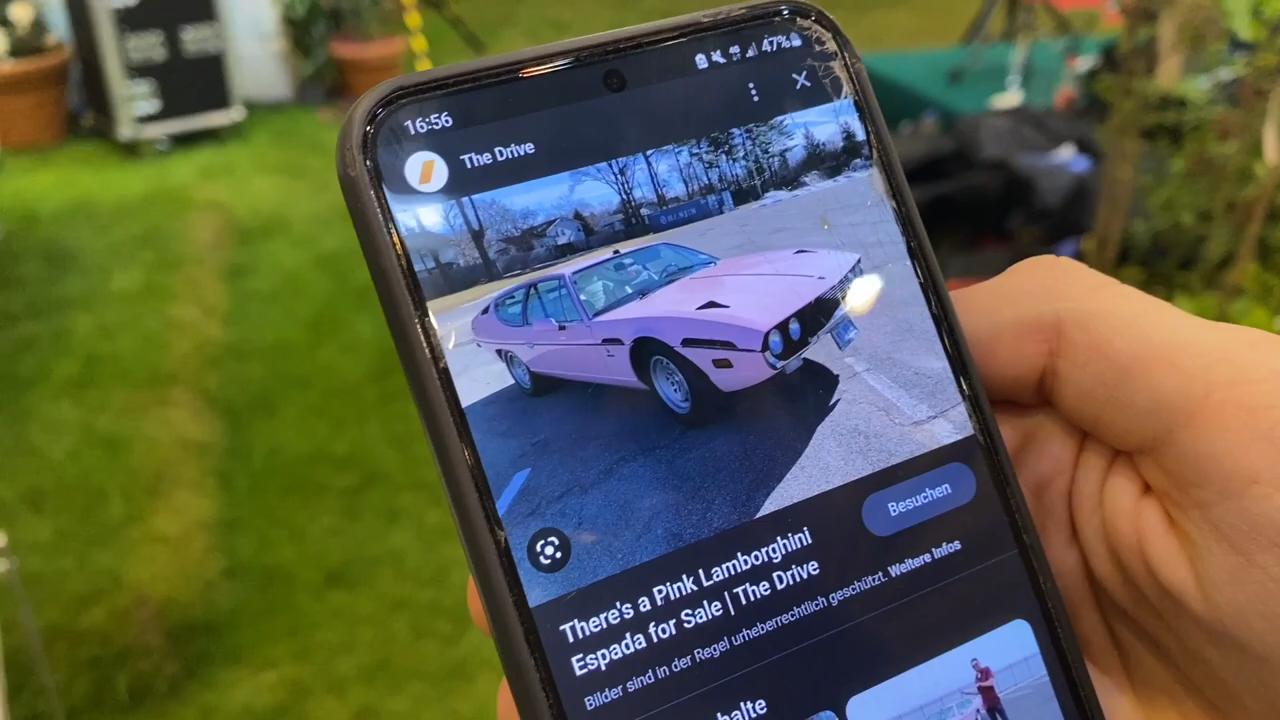 16:56
47%
The Drive
Besuchen
There's a Pink Lamborghini
Espada for Sale | The Drive
Bilder sind in der Regel urheberrechtlich geschützt. Weitere Infos
halte